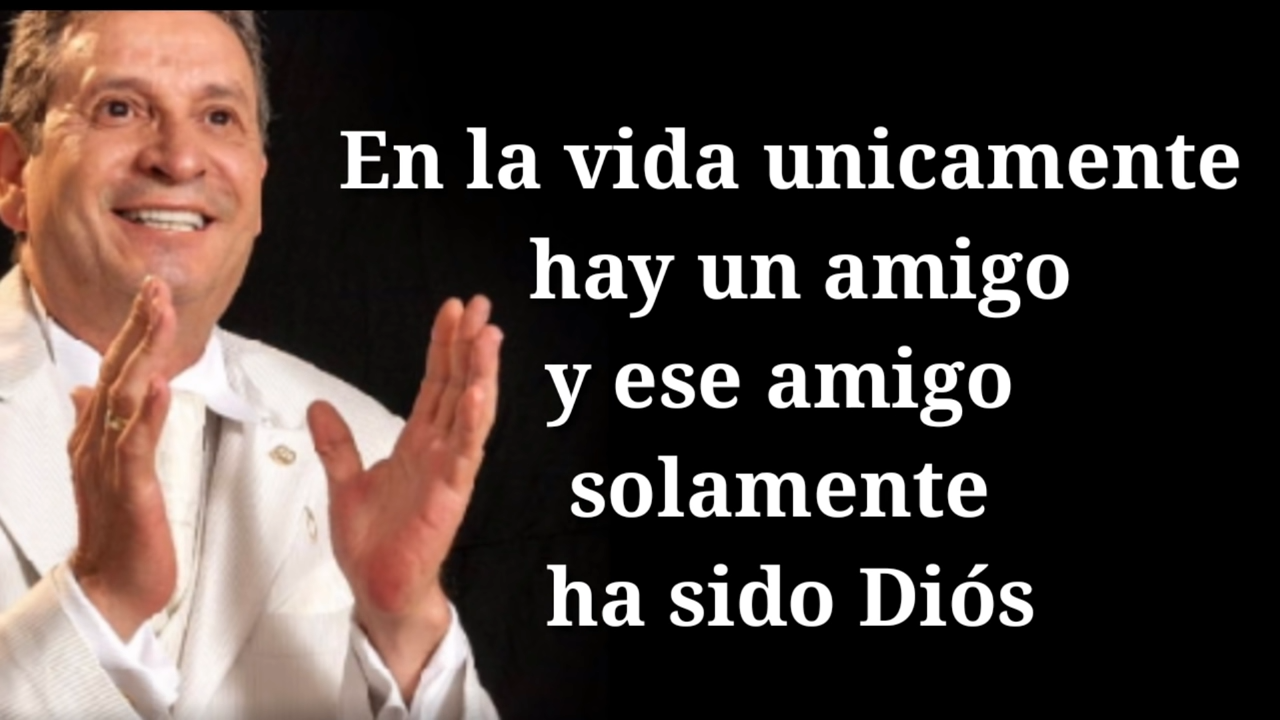 En la vida unicamente
hay un amigo
y ese amigo
solamente
ha sido Diós